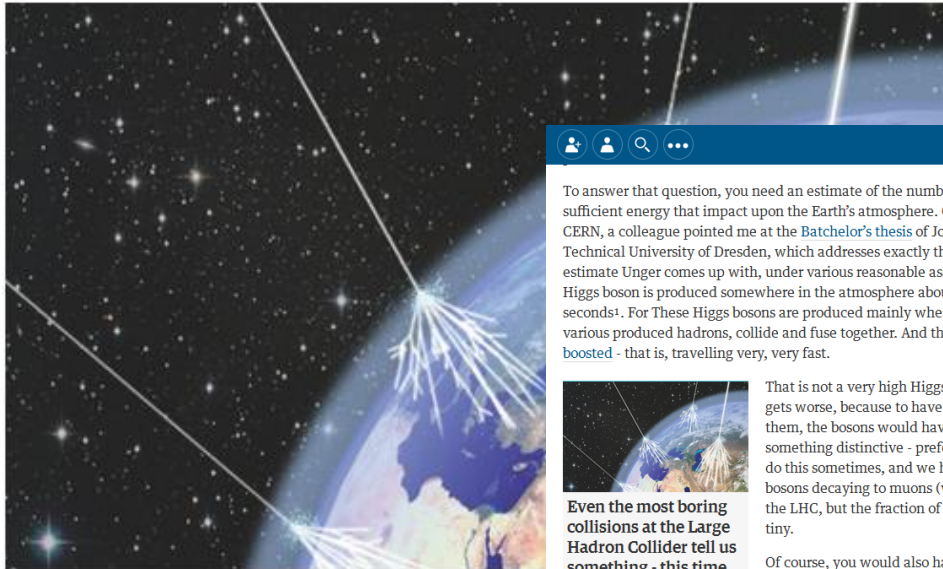 To answer that question, you need an estimate of the numb
sufficient energy that impact upon the Earth's atmosphere.
CERN, a colleague pointed me at the Batchelor's thesis of Jo
Technical University of Dresden, which addresses exactly th
estimate Unger comes up with, under various reasonable as
Higgs boson is produced somewhere in the atmosphere abou
seconds¹. For These Higgs bosons are produced mainly whe
various produced hadrons, collide and fuse together. And th
boosted - that is, travelling very, very fast.
That is not a very high Higgs
gets worse, because to have
them, the bosons would hav
something distinctive - pref
do this sometimes, and we h
bosons decaying to muons (
the LHC, but the fraction of
tiny.
Of course, you would also ha
Even the most boring
collisions at the Large
Hadron Collider tell us
something - this time